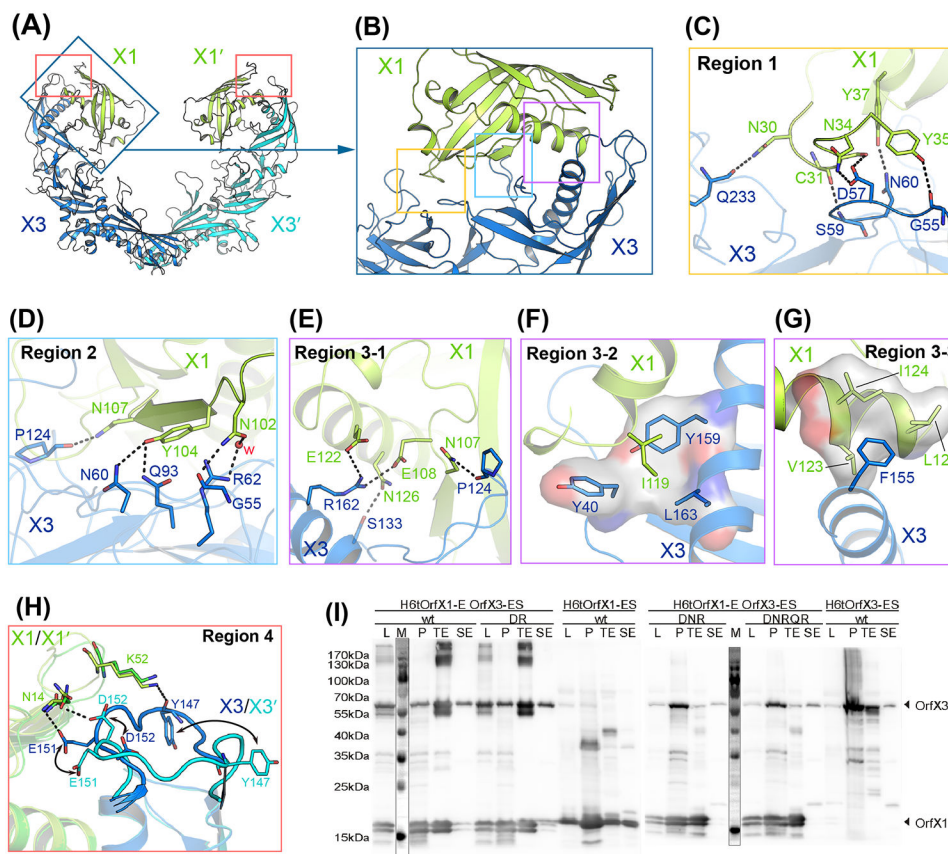 (A)
X1
X1′
X3
X3′
(B)
X1
X3
(C)
Region 1
X1
Y37
N30
N34
Y35
C31
D57
N60
Q233
S59
G55
X3
(D)
Region 2
X1
N107
N102
P124
Y104
W
N60
Q93
R62
G55
X3
(E)
Region 3-1
X1
N107
E122
E108
P124
R162
N126
S133
X3
(F)
Region 3-2
X1
Y159
I119
Y40
L163
X3
(G)
X1
Region 3-
I124
L12
V123
F155
X3
(H)
X1/X1′
Region 4
K52
N14
D152
Y147
X3/X3′
D152
E151
E151
Y147
(I)
H6tOrfX1-E OrfX3-ES
H6tOrfX1-ES
H6tOrfX1-E OrfX3-ES
H6tOrfX3-ES
wt
DR
wt
DNR
DNRQR
wt
L M P TE SE L P TE SE L P TE SE L P TE SE M L P TE SE L P TE SE
170kDa
130kDa
100kDa
70kDa
55kDa
40kDa
35kDa
25kDa
15kDa
OrfX3
OrfX1